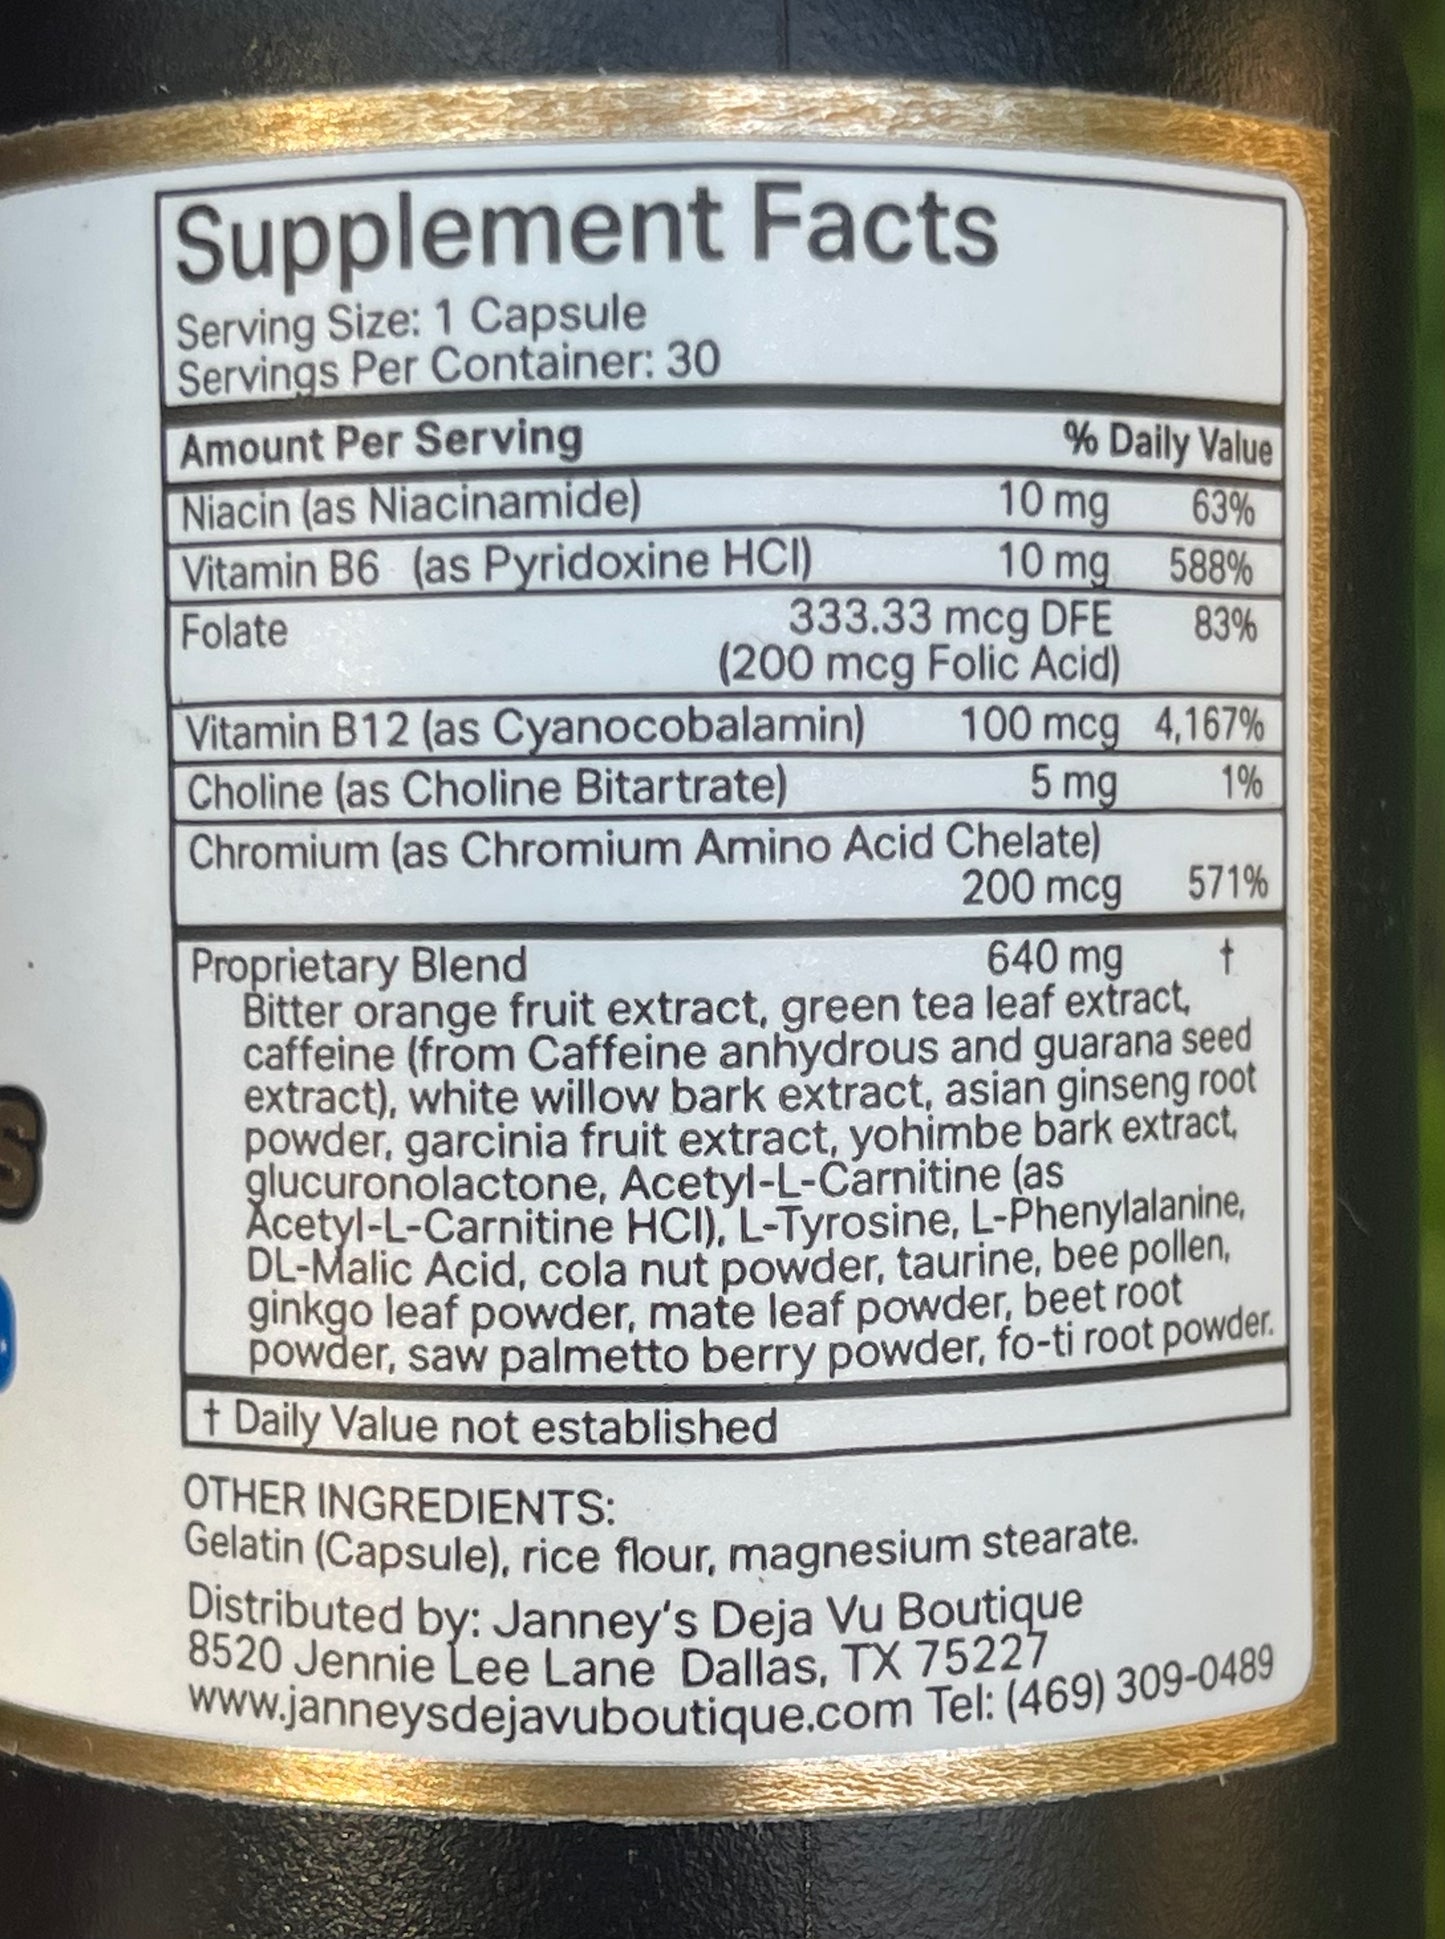 Supplement Facts
Serving Size: 1 Capsule
Servings Per Container: 30
Amount Per Serving % Daily Value
Niacin (as Niacinamide) 10 mg 63%
Vitamin B6 (as Pyridoxine HCl) 10 mg 588%
Folate 333.33 mcg DFE 83%
(200 mcg Folic Acid)
Vitamin B12 (as Cyanocobalamin) 100 mcg 4,167%
Choline (as Choline Bitartrate) 5 mg 1%
Chromium (as Chromium Amino Acid Chelate)
200 mcg 571%
Proprietary Blend 640 mg †
Bitter orange fruit extract, green tea leaf extract,
caffeine (from Caffeine anhydrous and guarana seed
extract), white willow bark extract, asian ginseng root
powder, garcinia fruit extract, yohimbe bark extract,
glucuronolactone, Acetyl-L-Carnitine (as
Acetyl-L-Carnitine HCl), L-Tyrosine, L-Phenylalanine,
DL-Malic Acid, cola nut powder, taurine, bee pollen,
ginkgo leaf powder, mate leaf powder, beet root
powder, saw palmetto berry powder, fo-ti root powder.
† Daily Value not established
OTHER INGREDIENTS:
Gelatin (Capsule), rice flour, magnesium stearate.
Distributed by: Janney's Deja Vu Boutique
8520 Jennie Lee Lane Dallas, TX 75227
www.janneysdejavuboutique.com Tel: (469) 309-0489